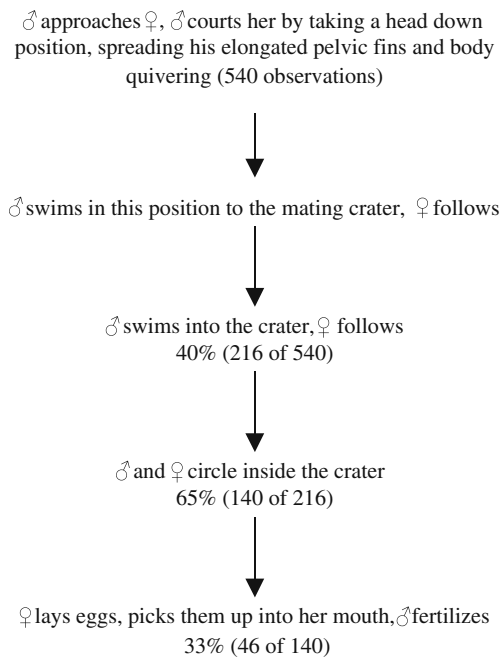 ♂approaches♀, ♂courts her by taking a head down
position, spreading his elongated pelvic fins and body
quivering (540 observations)
♂swims in this position to the mating crater, ♀follows
♂swims into the crater,♀ follows
40% (216 of 540)
♂and ♀circle inside the crater
65% (140 of 216)
♀lays eggs, picks them up into her mouth,♂fertilizes
33% (46 of 140)